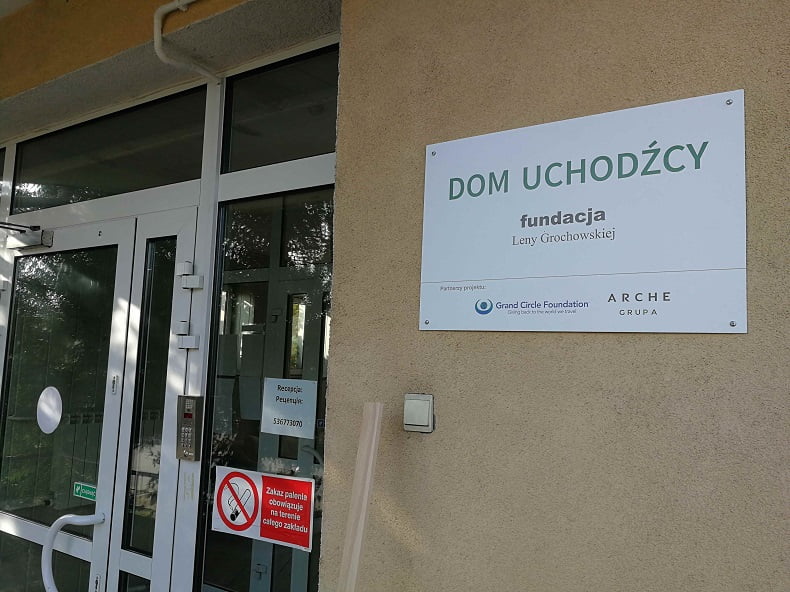 DOM UCHODŹCY
fundacja
Leny Grochowskiej
Partnerzy projektu:
Grand Circle Foundation
Giving back to the world we travel
ARCHE
GRUPA
Recepcja:
Рецепція:
536773070
Zakaz palenia
obowiązuje
na terenie
całego zakładu